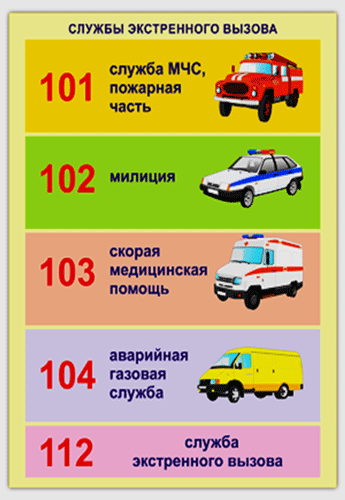 СЛУЖБЫ ЭКСТРЕННОГО ВЫЗОВА
101
служба МЧС,
пожарная
часть
102
милиция
103
скорая
медицинская
помощь
104
аварийная
газовая
служба
112
служба
экстренного вызова